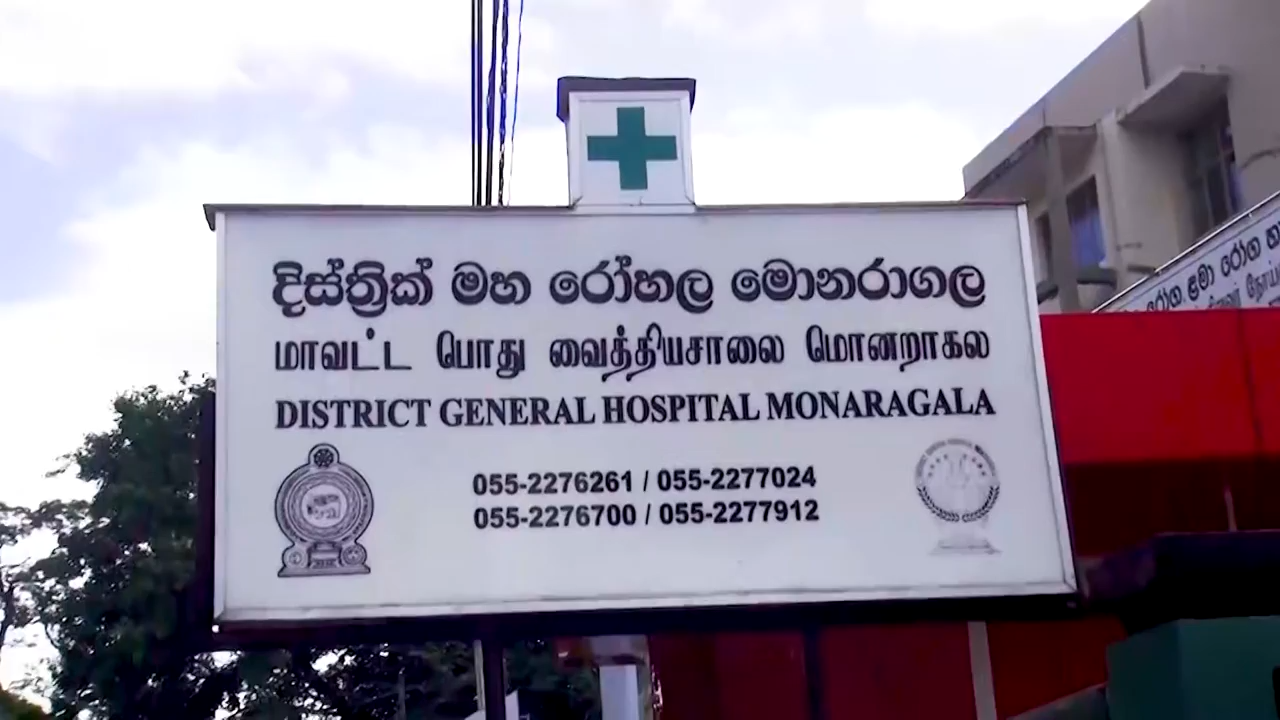 දිස්ත්‍රික් මහ රෝහල මොනරාගල
மாவட்ட பொது வைத்தியசாலை மொனறாகல
DISTRICT GENERAL HOSPITAL MONARAGALA
055-2276261 / 055-2277024
055-2276700 / 055-2277912
රෝග ළමා රෝග